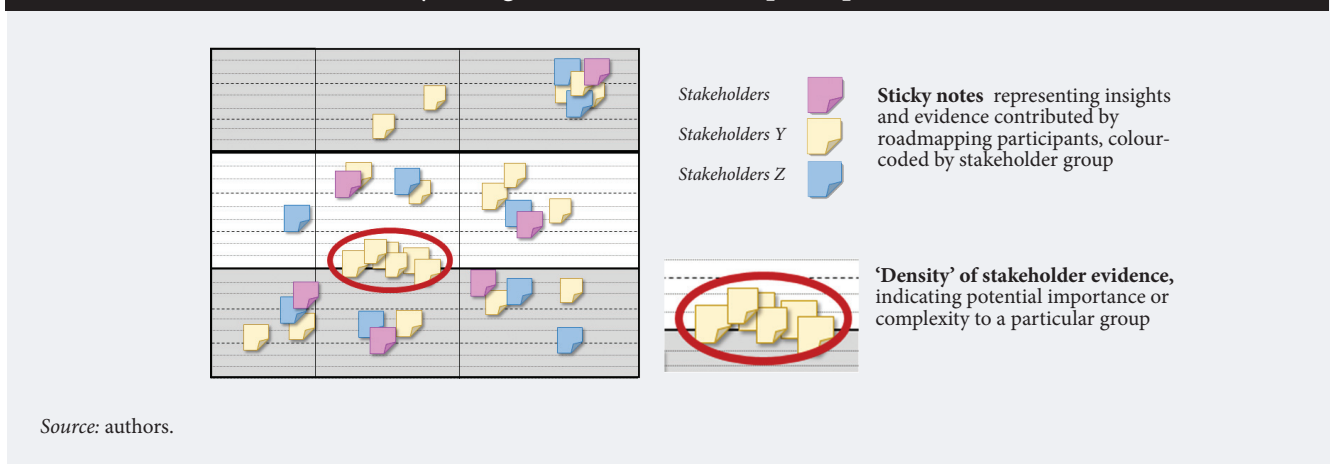 Stakeholders
Stakeholders Y
Stakeholders Z
Sticky notes representing insights
and evidence contributed by
roadmapping participants, colour-
coded by stakeholder group
'Density' of stakeholder evidence,
indicating potential importance or
complexity to a particular group
Source: authors.